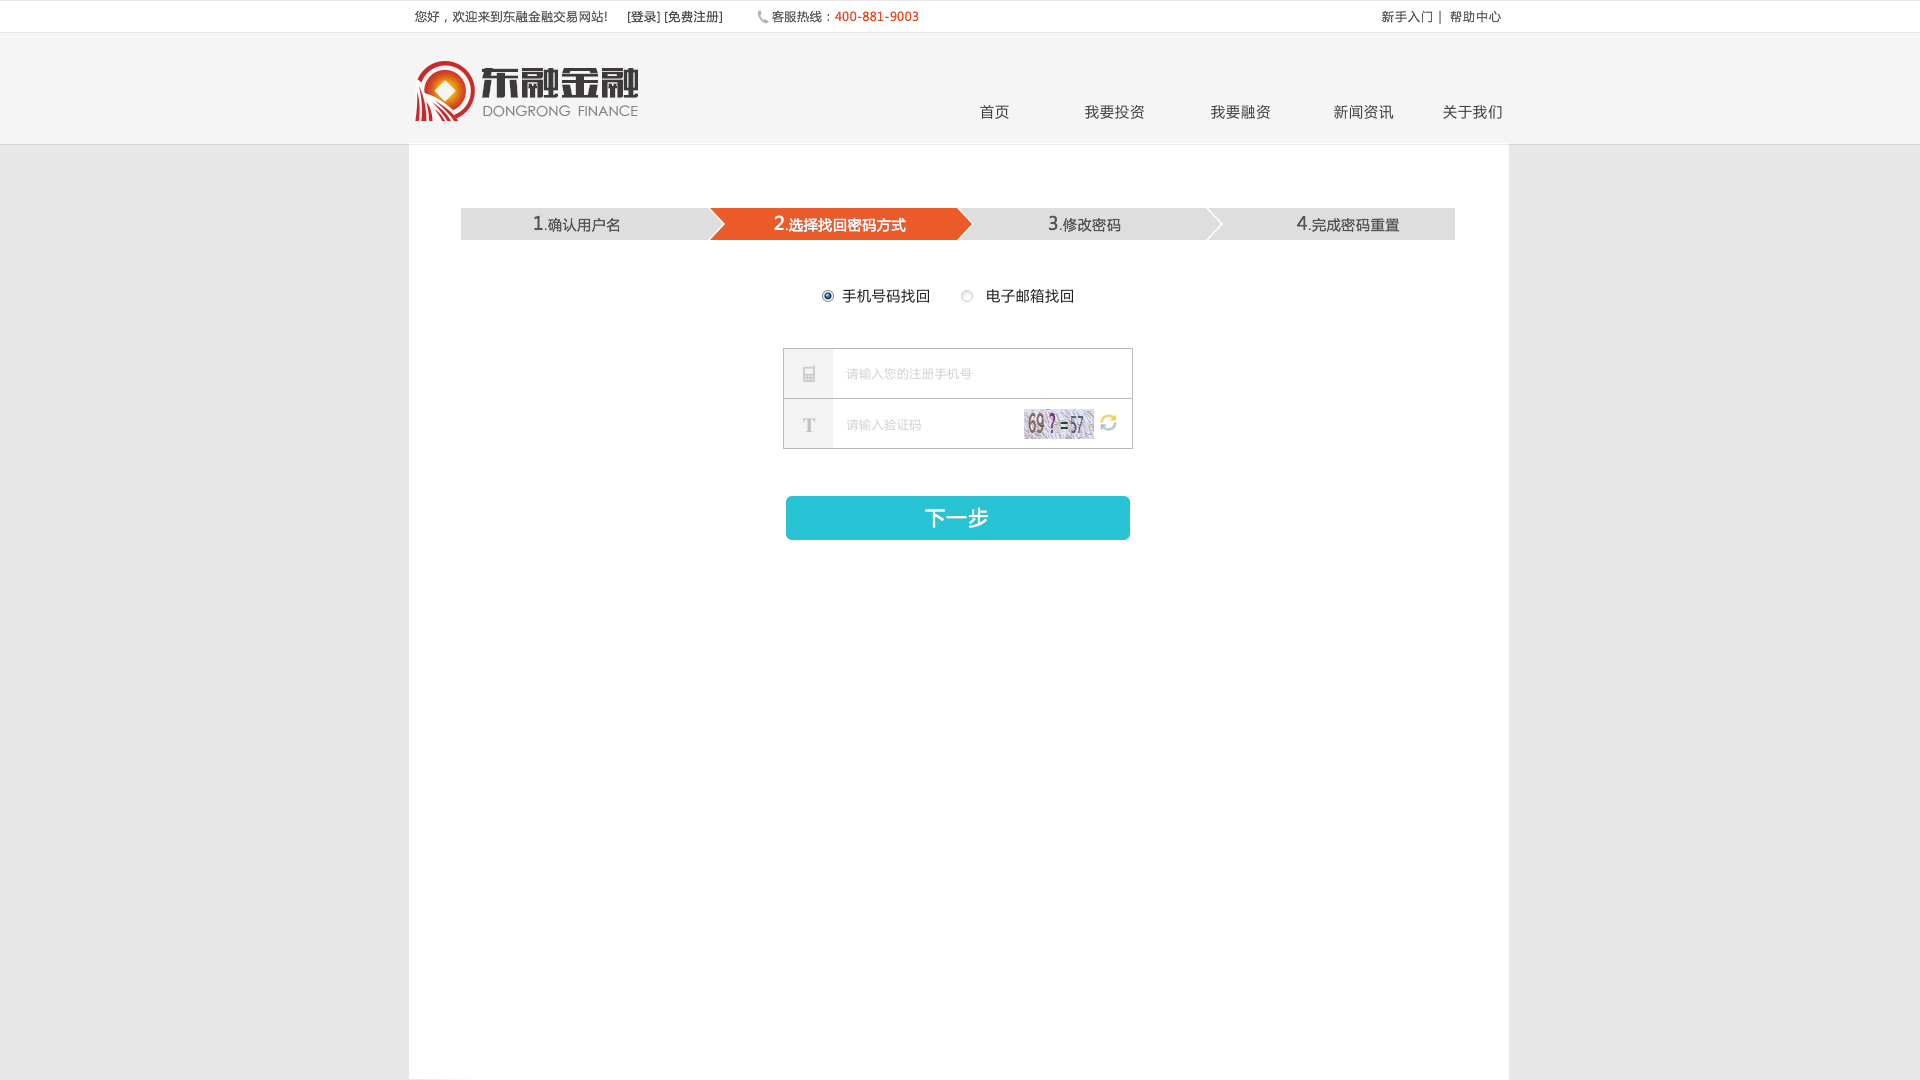 您好，欢迎来到东融金融交易网站! [登录] [免费注册] 客服热线：400-881-9003 新手入门 | 帮助中心
东融金融
DONGRONG FINANCE
首页 我要投资 我要融资 新闻资讯 关于我们
1.确认用户名 2.选择找回密码方式 3.修改密码 4.完成密码重置
手机号码找回 电子邮箱找回
请输入您的注册手机号
T 请输入验证码 69 ? =57
下一步